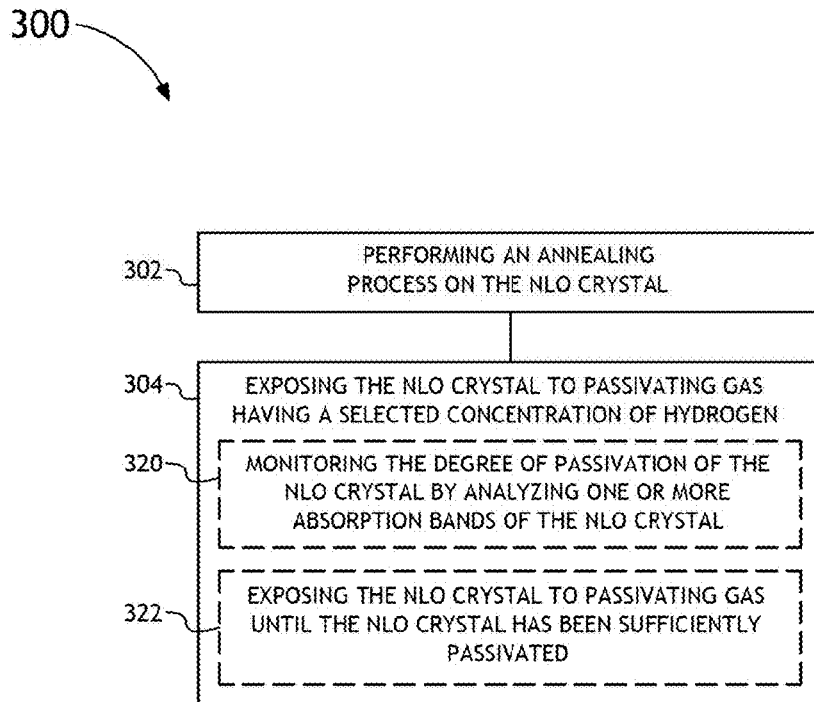 300
302
PERFORMING AN ANNEALING
PROCESS ON THE NLO CRYSTAL
304
EXPOSING THE NLO CRYSTAL TO PASSIVATING GAS
HAVING A SELECTED CONCENTRATION OF HYDROGEN
320
MONITORING THE DEGREE OF PASSIVATION OF THE
NLO CRYSTAL BY ANALYZING ONE OR MORE
ABSORPTION BANDS OF THE NLO CRYSTAL
322
EXPOSING THE NLO CRYSTAL TO PASSIVATING GAS
UNTIL THE NLO CRYSTAL HAS BEEN SUFFICIENTLY
PASSIVATED